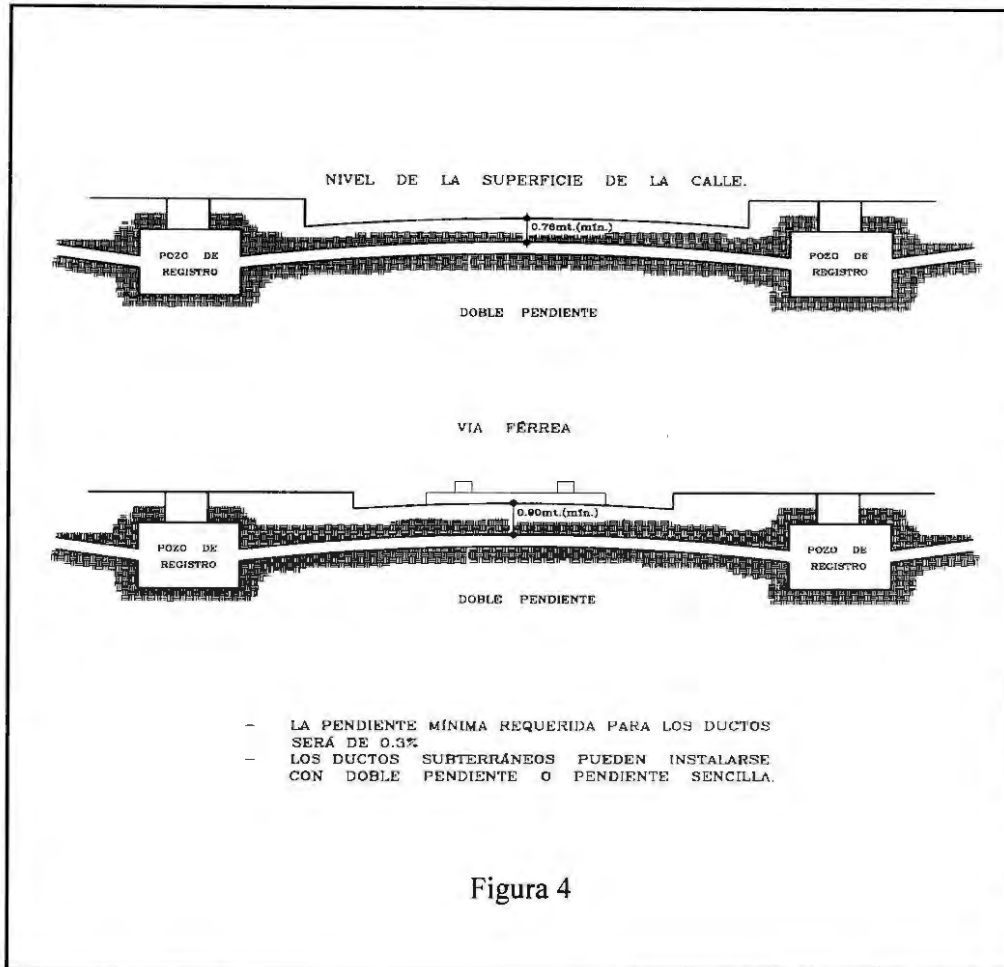 NIVEL DE LA SUPERFICIE DE LA CALLE.
0.76mt.(mín.)
POZO DE
REGISTRO
POZO DE
REGISTRO
DOBLE PENDIENTE
VIA FÉRREA
0.90mt.(mín.)
POZO DE
REGISTRO
POZO DE
REGISTRO
DOBLE PENDIENTE
– LA PENDIENTE MÍNIMA REQUERIDA PARA LOS DUCTOS
SERÁ DE 0.3%
– LOS DUCTOS SUBTERRÁNEOS PUEDEN INSTALARSE
CON DOBLE PENDIENTE O PENDIENTE SENCILLA.
Figura 4